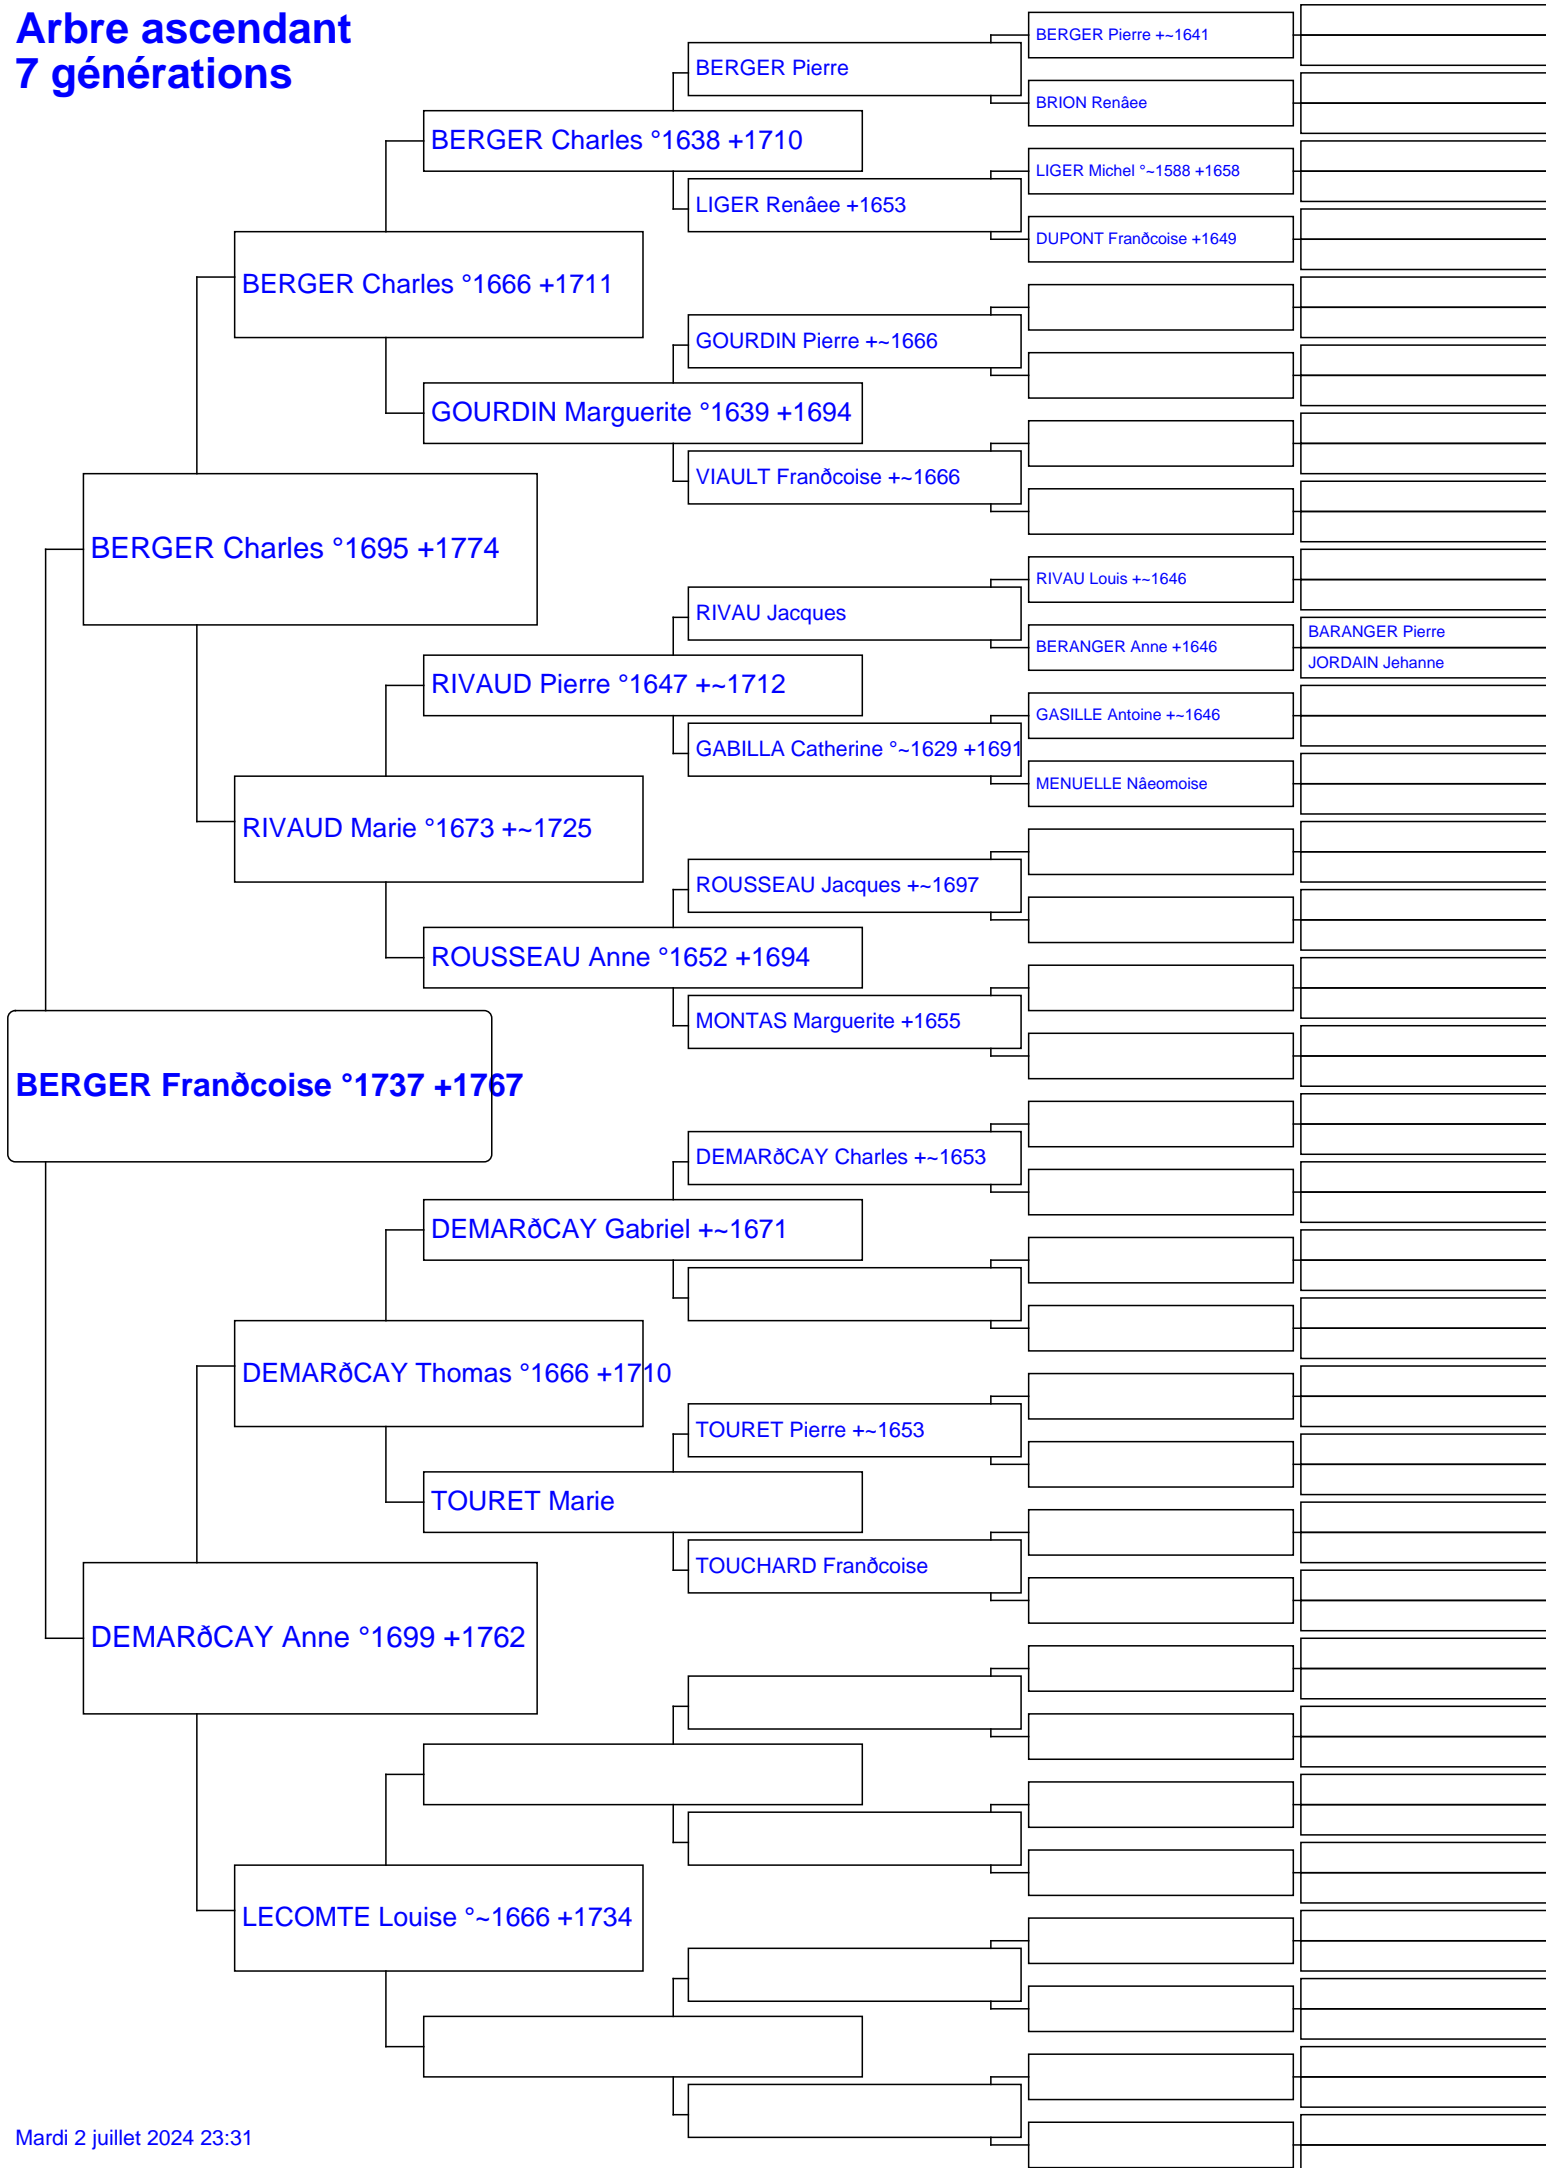 Arbre ascendant
7 générations
BERGER Pierre +~1641
BERGER Pierre
BRION Renâee
BERGER Charles °1638 +1710
LIGER Michel °~1588 +1658
LIGER Renâee +1653
DUPONT Franðcoise +1649
BERGER Charles °1666 +1711
GOURDIN Pierre +~1666
GOURDIN Marguerite °1639 +1694
VIAULT Franðcoise +~1666
BERGER Charles °1695 +1774
RIVAU Louis +~1646
RIVAU Jacques
BARANGER Pierre
BERANGER Anne +1646
JORDAIN Jehanne
RIVAUD Pierre °1647 +~1712
GASILLE Antoine +~1646
GABILLA Catherine °~1629 +1691
MENUELLE Nâeomoise
RIVAUD Marie °1673 +~1725
ROUSSEAU Jacques +~1697
ROUSSEAU Anne °1652 +1694
MONTAS Marguerite +1655
BERGER Franðcoise °1737 +1767
DEMARðCAY Charles +~1653
DEMARðCAY Gabriel +~1671
DEMARðCAY Thomas °1666 +1710
TOURET Pierre +~1653
TOURET Marie
TOUCHARD Franðcoise
DEMARðCAY Anne °1699 +1762
LECOMTE Louise °~1666 +1734
Mardi 2 juillet 2024 23:31